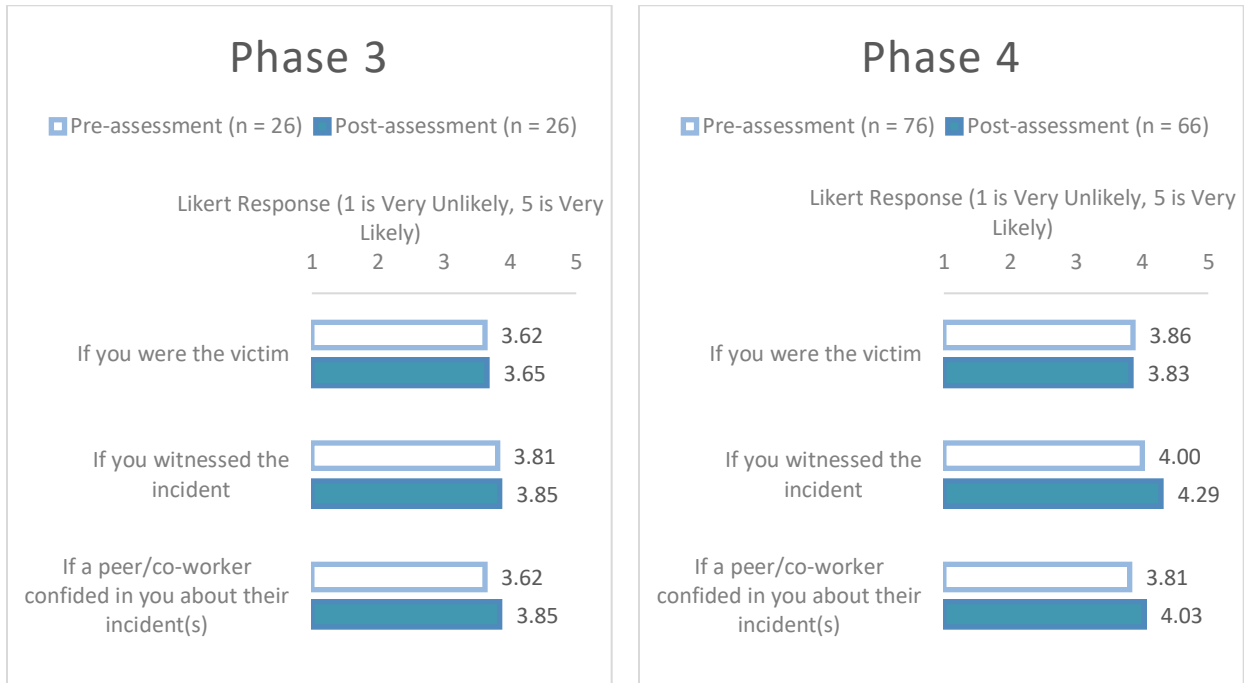 Phase 3
Pre-assessment (n = 26) Post-assessment (n = 26)
Likert Response (1 is Very Unlikely, 5 is Very
Likely)
1 2 3 4 5
If you were the victim
3.62
3.65
If you witnessed the
incident
3.81
3.85
If a peer/co-worker
confided in you about their
incident(s)
3.62
3.85
Phase 4
Pre-assessment (n = 76) Post-assessment (n = 66)
Likert Response (1 is Very Unlikely, 5 is Very
Likely)
1 2 3 4 5
If you were the victim
3.86
3.83
If you witnessed the
incident
4.00
4.29
If a peer/co-worker
confided in you about their
incident(s)
3.81
4.03